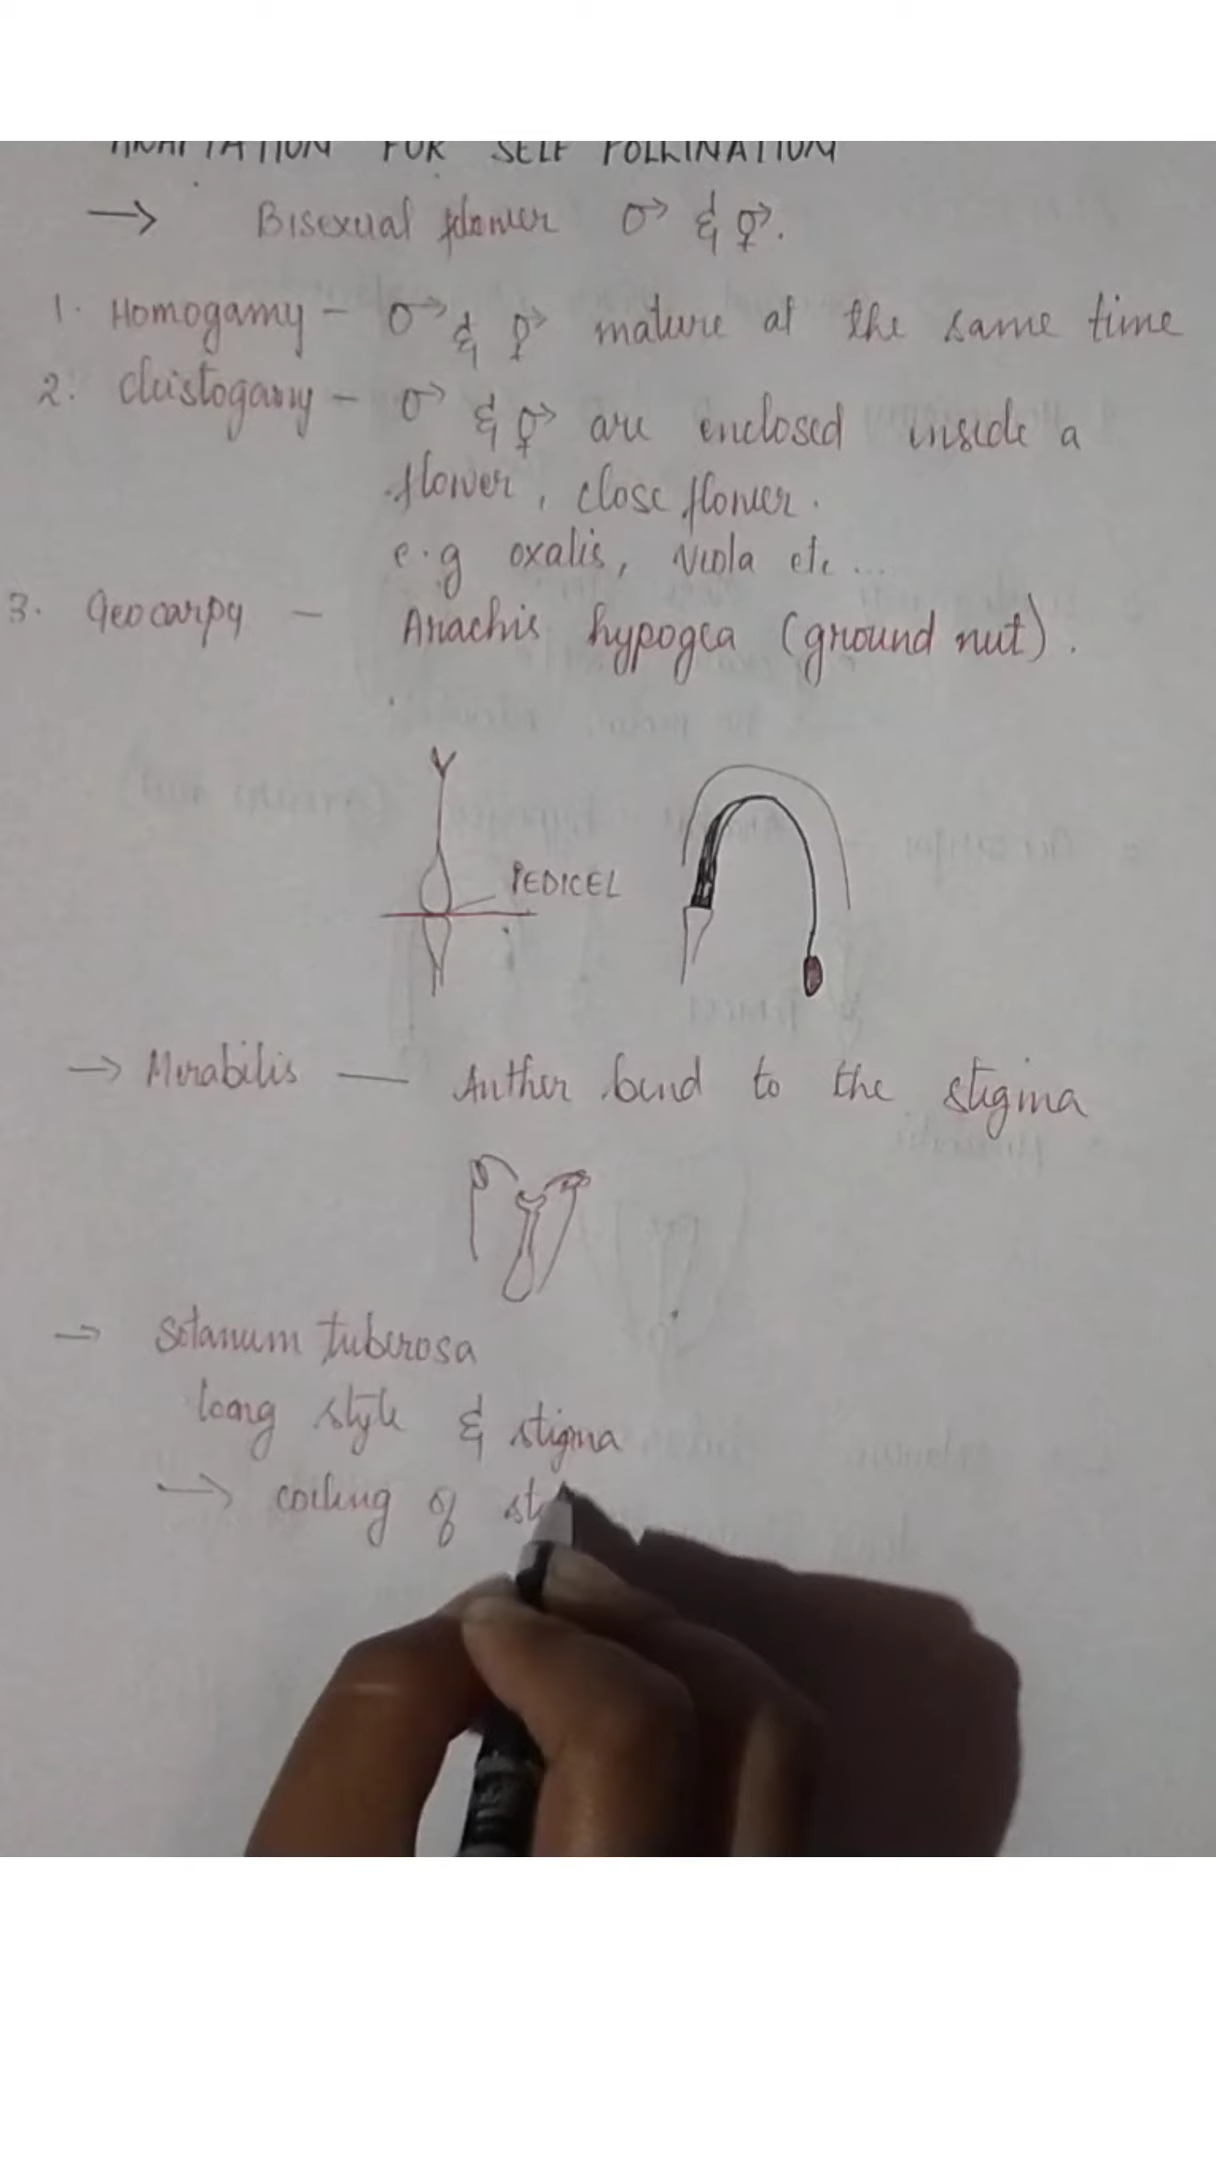 ADAPTATION FOR SELF POLLINATION
→ Bisexual flower ♂ & ⚥.
1. Homogamy – ♂ & ⚥ mature at the same time
2. Cleistogamy – ♂ & ⚥ are enclosed inside a
flower, close flower.
e.g oxalis, Viola etc...
3. Geocarpy – Arachis hypogea (ground nut).
PEDICEL
→ Mirabilis — Anther bend to the stigma
→ Solanum tuberosa
long style & stigma
→ coiling of